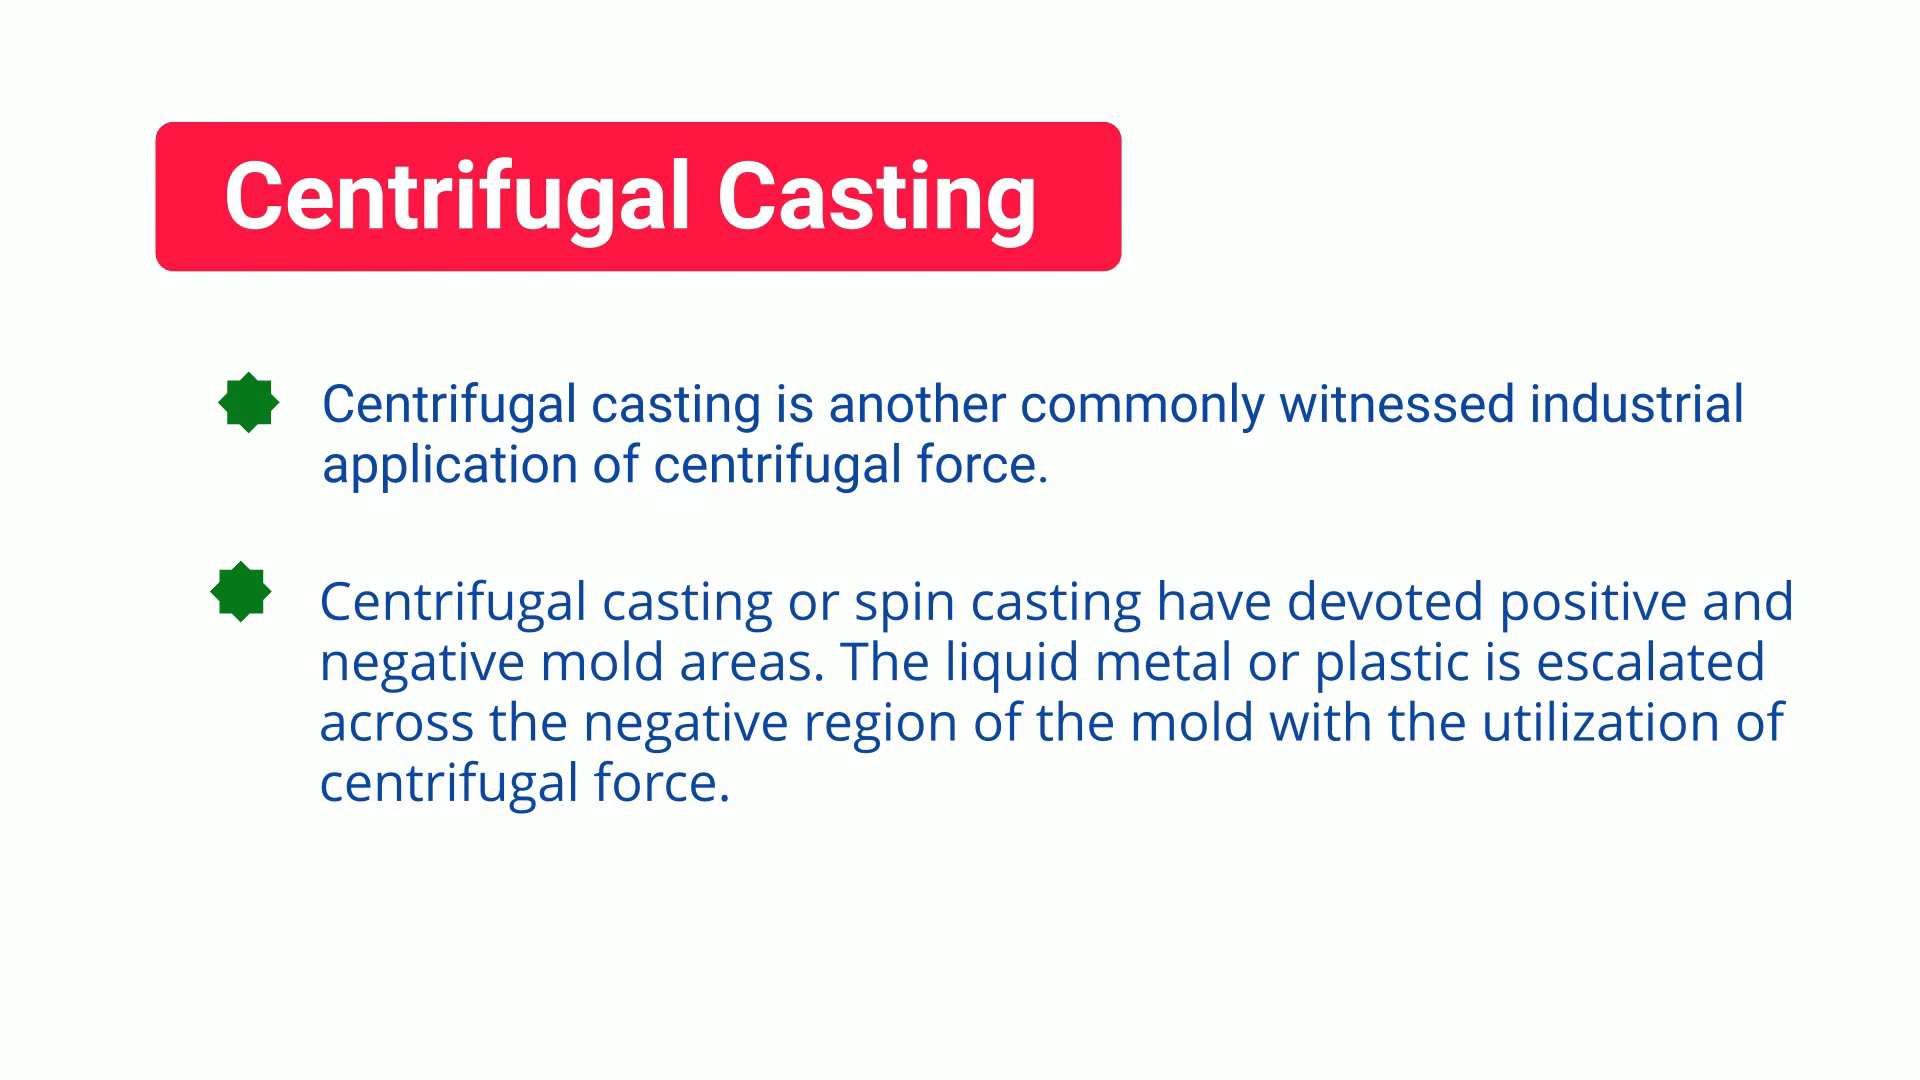 Centrifugal Casting
Centrifugal casting is another commonly witnessed industrial
application of centrifugal force.
Centrifugal casting or spin casting have devoted positive and
negative mold areas. The liquid metal or plastic is escalated
across the negative region of the mold with the utilization of
centrifugal force.